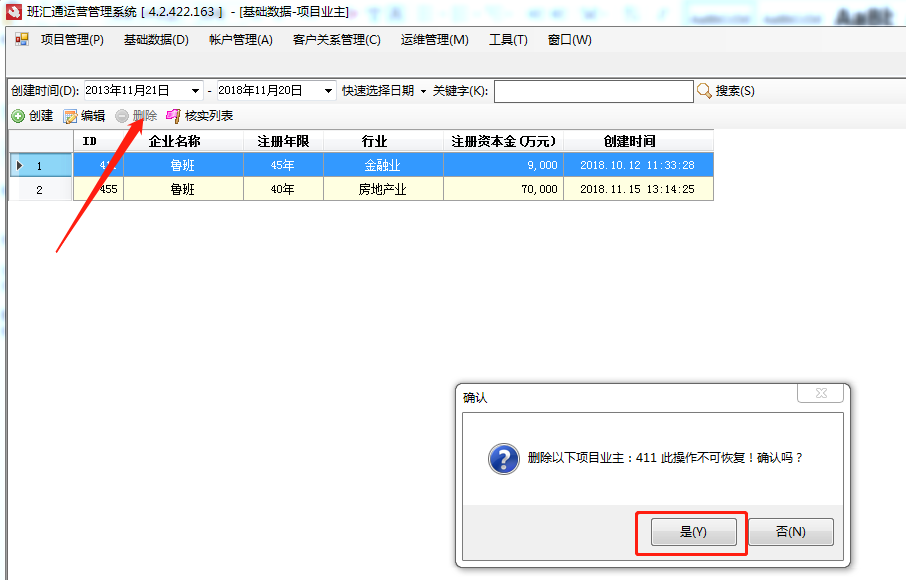 班汇通运营管理系统 [ 4.2.422.163 ] - [基础数据-项目业主]
项目管理(P) 基础数据(D) 帐户管理(A) 客户关系管理(C) 运维管理(M) 工具(T) 窗口(W)
创建时间(D): 2013年11月21日 - 2018年11月20日 快速选择日期 关键字(K): 搜索(S)
创建 编辑 删除 核实列表
ID 企业名称 注册年限 行业 注册资本金(万元) 创建时间
1 鲁班 45年 金融业 9,000 2018.10.12 11:33:28
2 455 鲁班 40年 房地产业 70,000 2018.11.15 13:14:25
确认
删除以下项目业主：411 此操作不可恢复！确认吗？
是(Y) 否(N)